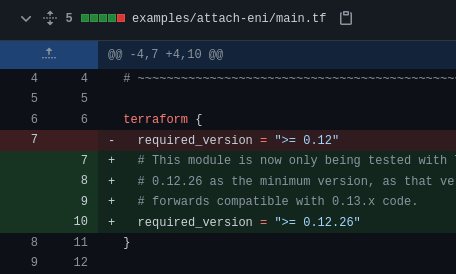 5 examples/attach-eni/main.tf
@@ -4,7 +4,10 @@
4 4 # ~~~~~~~~~~~~~~~~~~~~~~~~~~~~~~~~~~~~~~~~~~~~~~
5 5
6 6 terraform {
7 - required_version = ">= 0.12"
7 + # This module is now only being tested with
8 + # 0.12.26 as the minimum version, as that ve
9 + # forwards compatible with 0.13.x code.
10 + required_version = ">= 0.12.26"
8 11 }
9 12